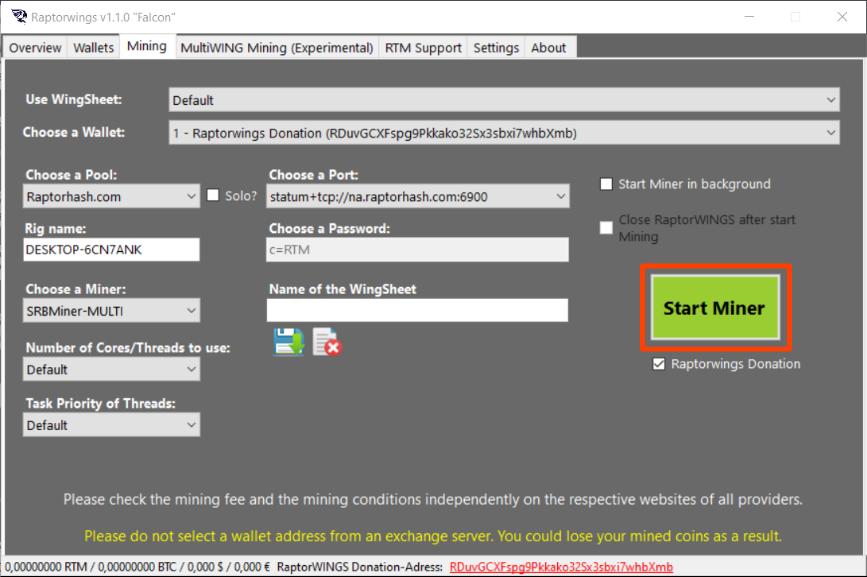 Raptorwings v1.1.0 "Falcon"
Overview Wallets Mining MultiWING Mining (Experimental) RTM Support Settings About
Use WingSheet: Default
Choose a Wallet: 1 - Raptorwings Donation (RDuvGCXFspg9Pkkako32Sx3sbxi7whbXmb)
Choose a Pool: Choose a Port:
Raptorhash.com Solo? statum+tcp://na.raptorhash.com:6900 Start Miner in background
Rig name: Choose a Password: Close RaptorWINGS after start
Mining
DESKTOP-6CN7ANK c=RTM
Choose a Miner: Name of the WingSheet
SRBMiner-MULTI Start Miner
Number of Cores/Threads to use:
Default Raptorwings Donation
Task Priority of Threads:
Default
Please check the mining fee and the mining conditions independently on the respective websites of all providers.
Please do not select a wallet address from an exchange server. You could lose your mined coins as a result.
0,00000000 RTM / 0,00000000 BTC / 0,000 $ / 0,000 € RaptorWINGS Donation-Adress: RDuvGCXFspg9Pkkako32Sx3sbxi7whbXmb